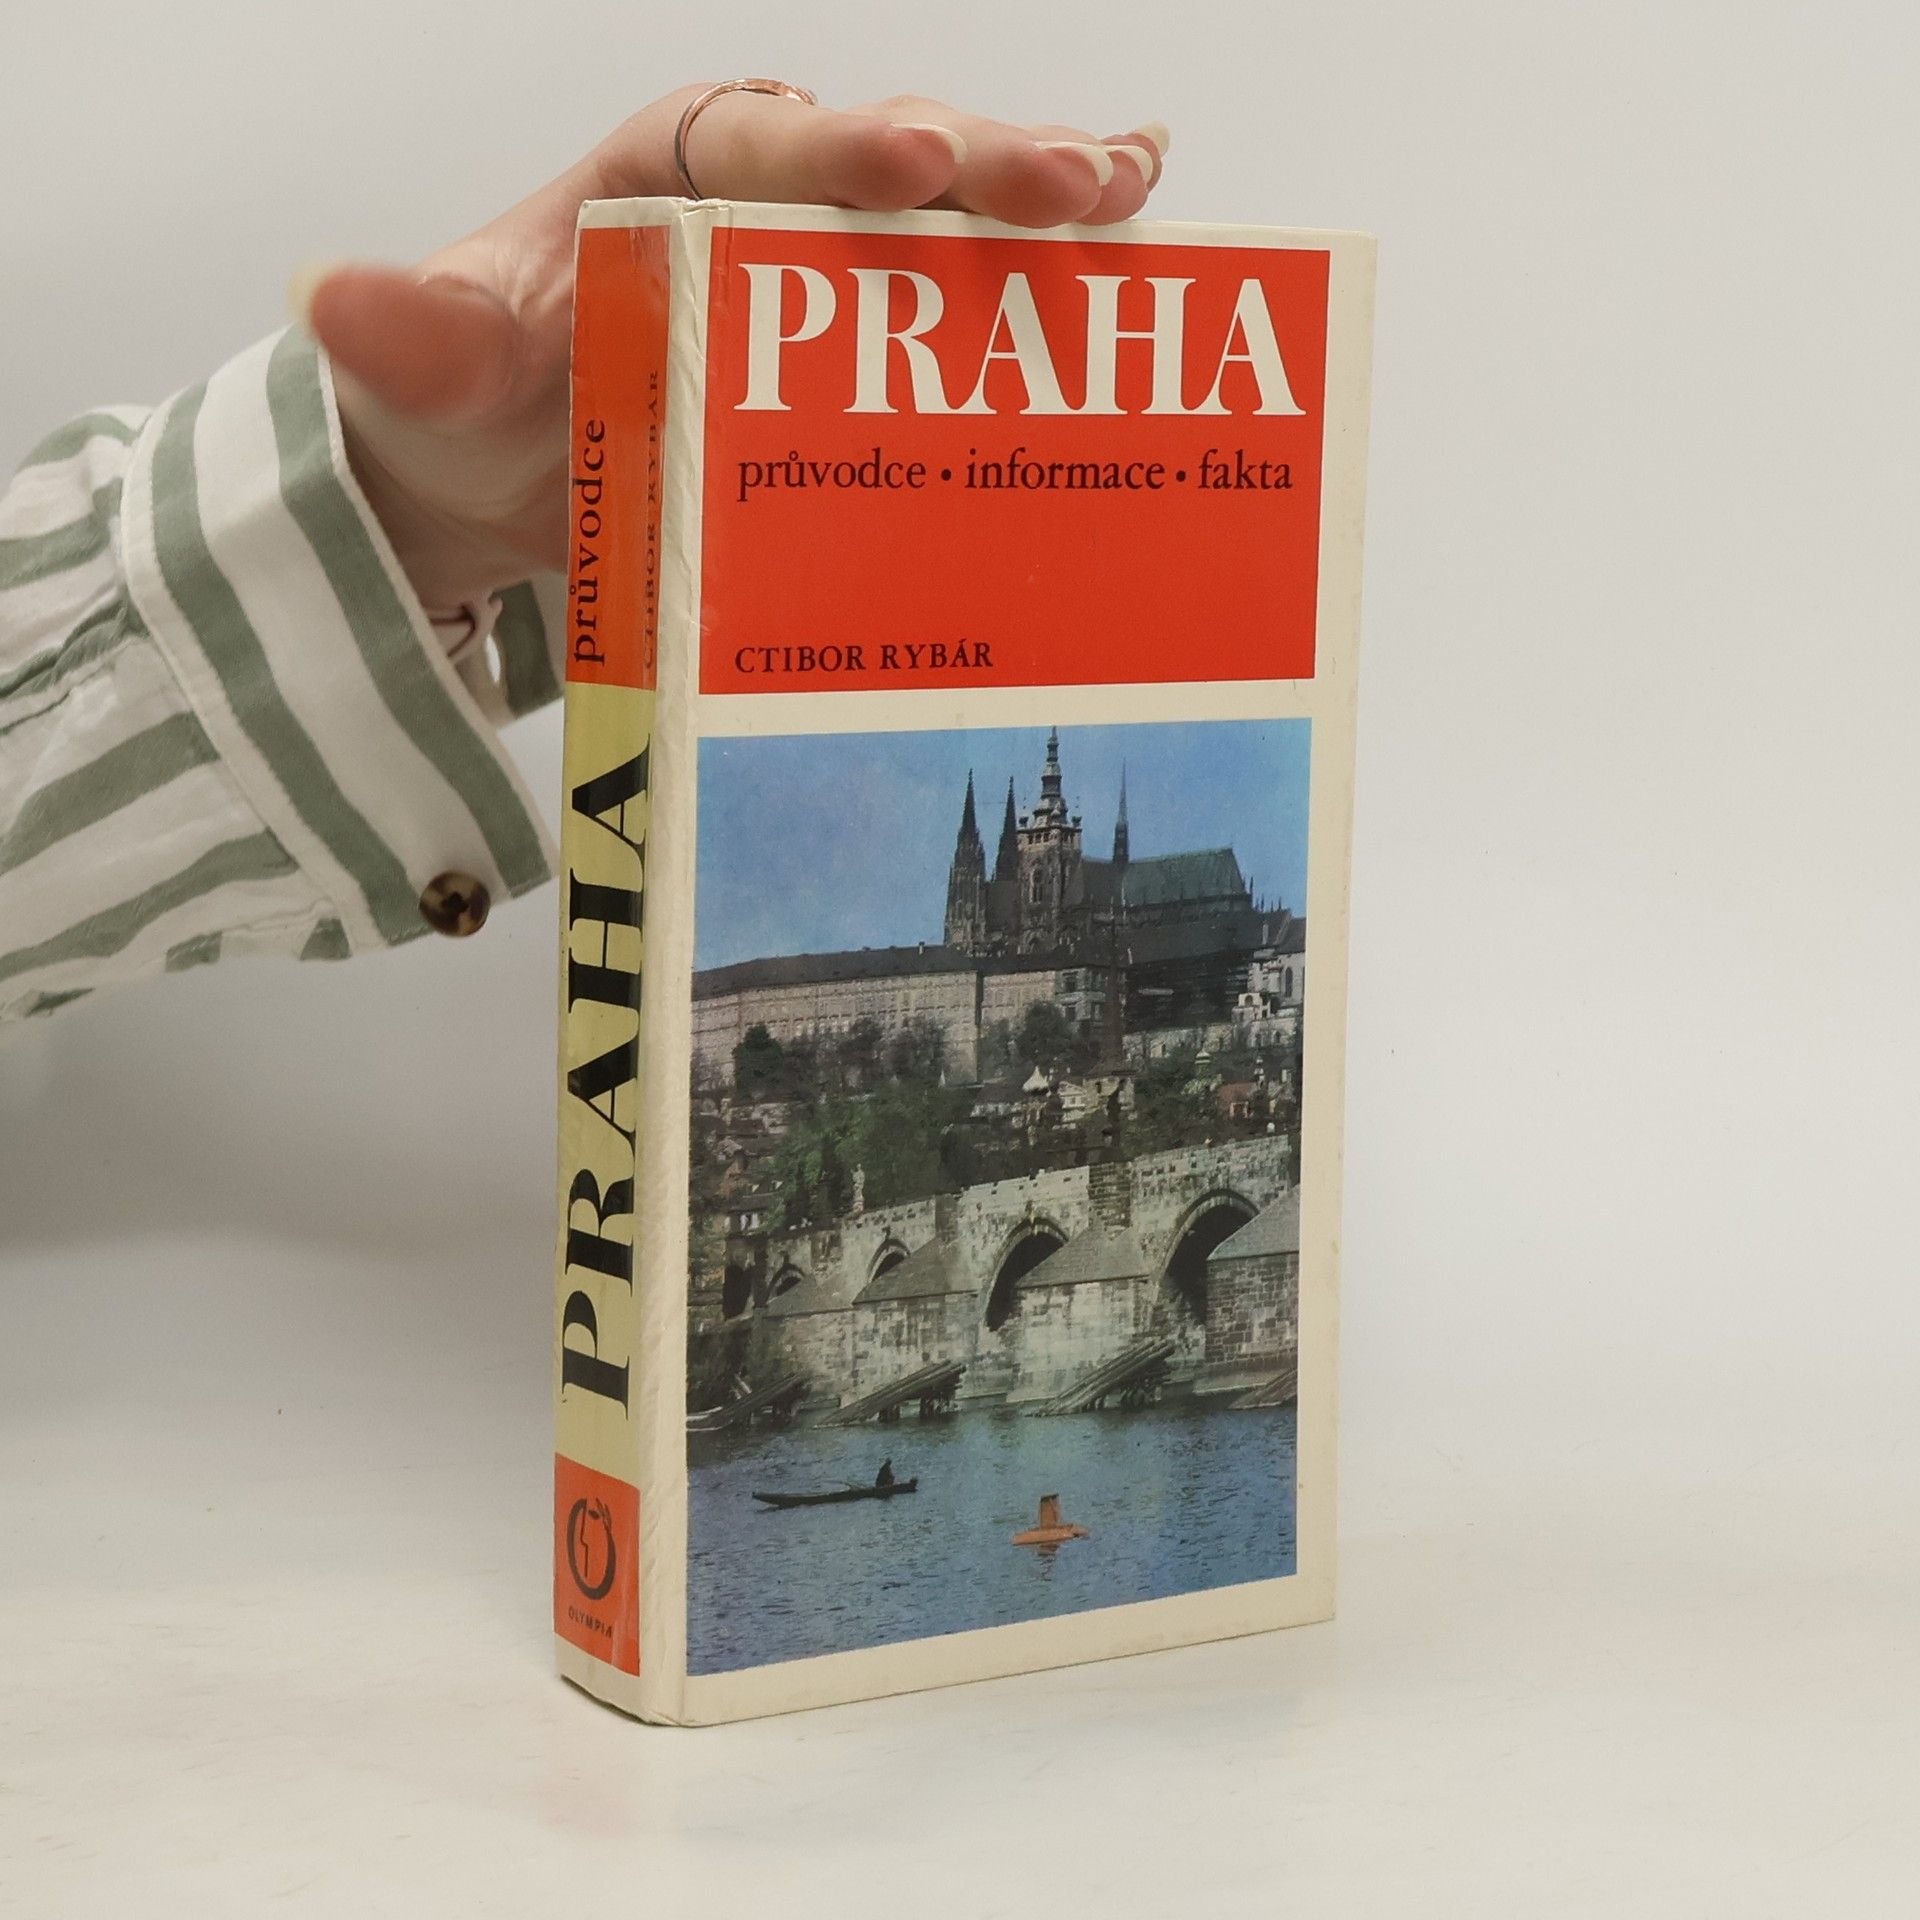 PRAHA
průvodce • informace • fakta
CTIBOR RYBÁR
průvodce
CTIBOR RYBÁR
PRAHA
OLYMPIA